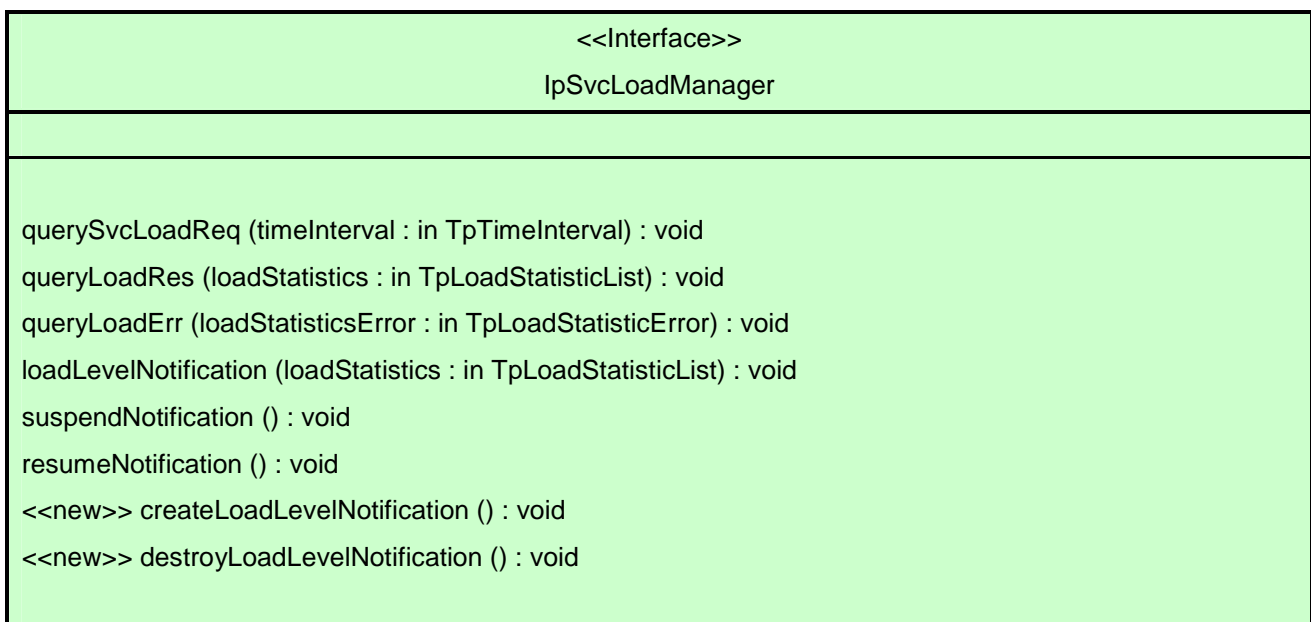 <<Interface>>
IpSvcLoadManager
querySvcLoadReq (timeInterval : in TpTimeInterval) : void
queryLoadRes (loadStatistics : in TpLoadStatisticList) : void
queryLoadErr (loadStatisticsError : in TpLoadStatisticError) : void
loadLevelNotification (loadStatistics : in TpLoadStatisticList) : void
suspendNotification () : void
resumeNotification () : void
<<new>> createLoadLevelNotification () : void
<<new>> destroyLoadLevelNotification () : void